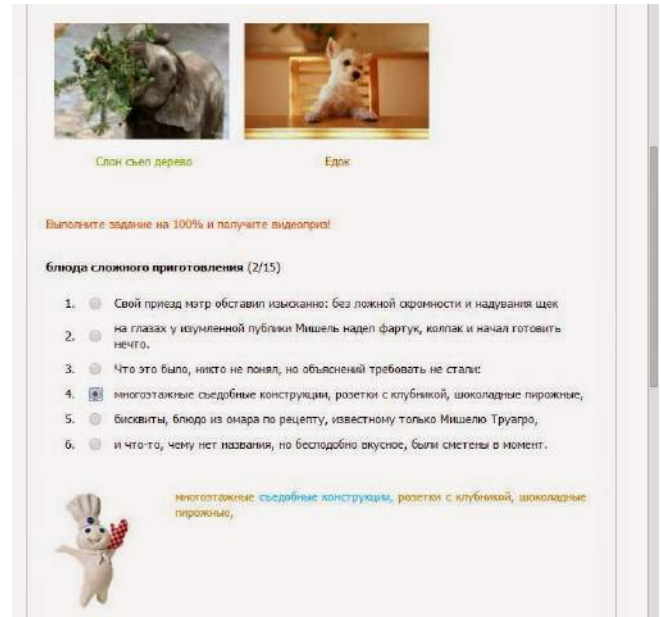 Слон съел дерево
Едок
Выполните задание на 100% и получите видеоприз!
блюда сложного приготовления (2/15)
1. Свой приезд мэтр обставил изысканно: без ложной скромности и надувания щек
2. на глазах у изумленной публики Мишель надел фартук, колпак и начал готовить
нечто.
3. Что это было, никто не понял, но объяснений требовать не стали:
4. многоэтажные съедобные конструкции, розетки с клубникой, шоколадные пирожные,
5. бисквиты, блюдо из омара по рецепту, известному только Мишелю Труагро,
6. и что-то, чему нет названия, но бесподобно вкусное, были сметены в момент.
многоэтажные съедобные конструкции, розетки с клубникой, шоколадные
пирожные,